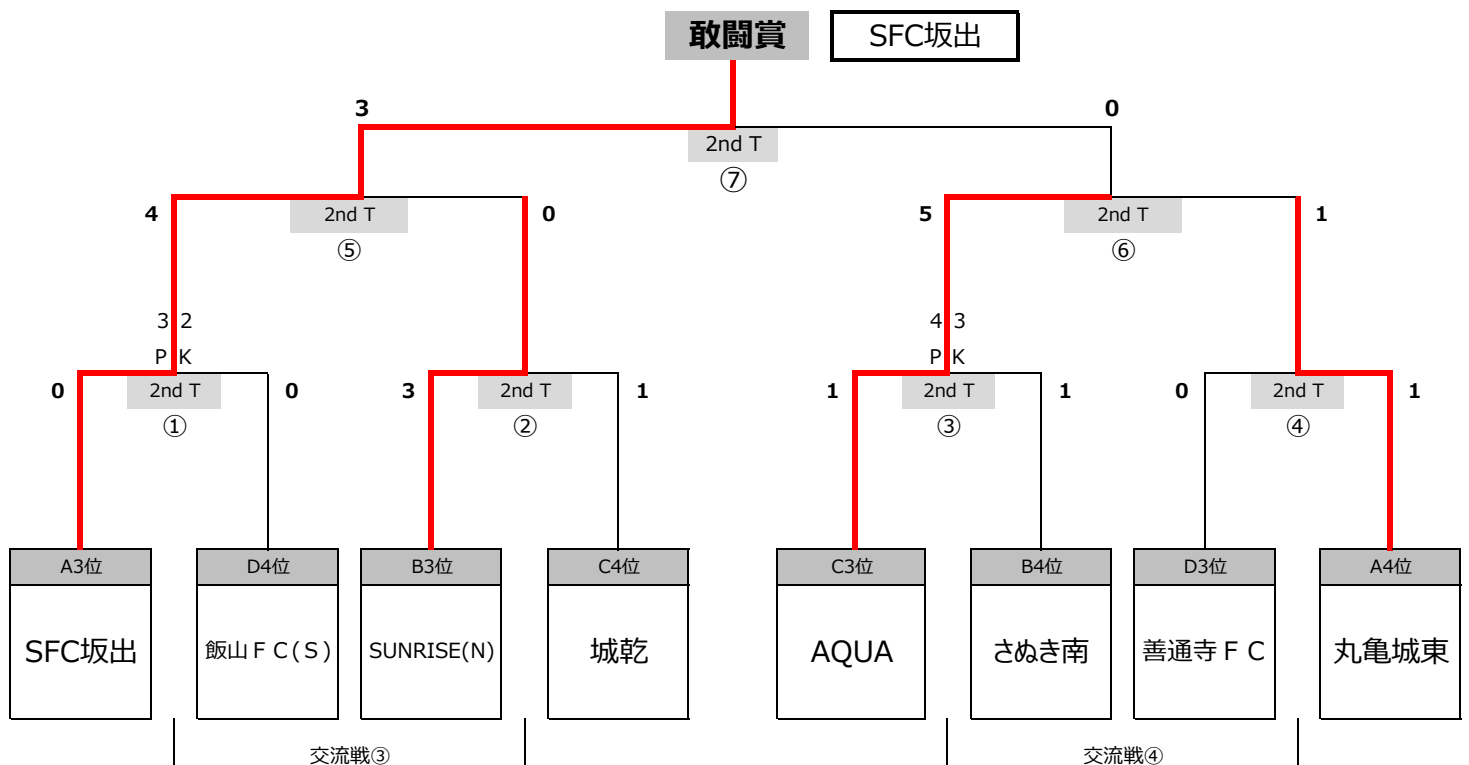 敢闘賞 SFC坂出
3 0
2nd T
⑦
4 2nd T 0 5 2nd T 1
⑤ ⑥
3 2 4 3
P K P K
0 2nd T 0 3 2nd T 1 1 2nd T 1 0 2nd T 1
① ② ③ ④
A3位 D4位 B3位 C4位 C3位 B4位 D3位 A4位
SFC坂出 飯山ＦＣ(Ｓ) SUNRISE(N) 城乾 AQUA さぬき南 善通寺ＦＣ 丸亀城東
交流戦③ 交流戦④